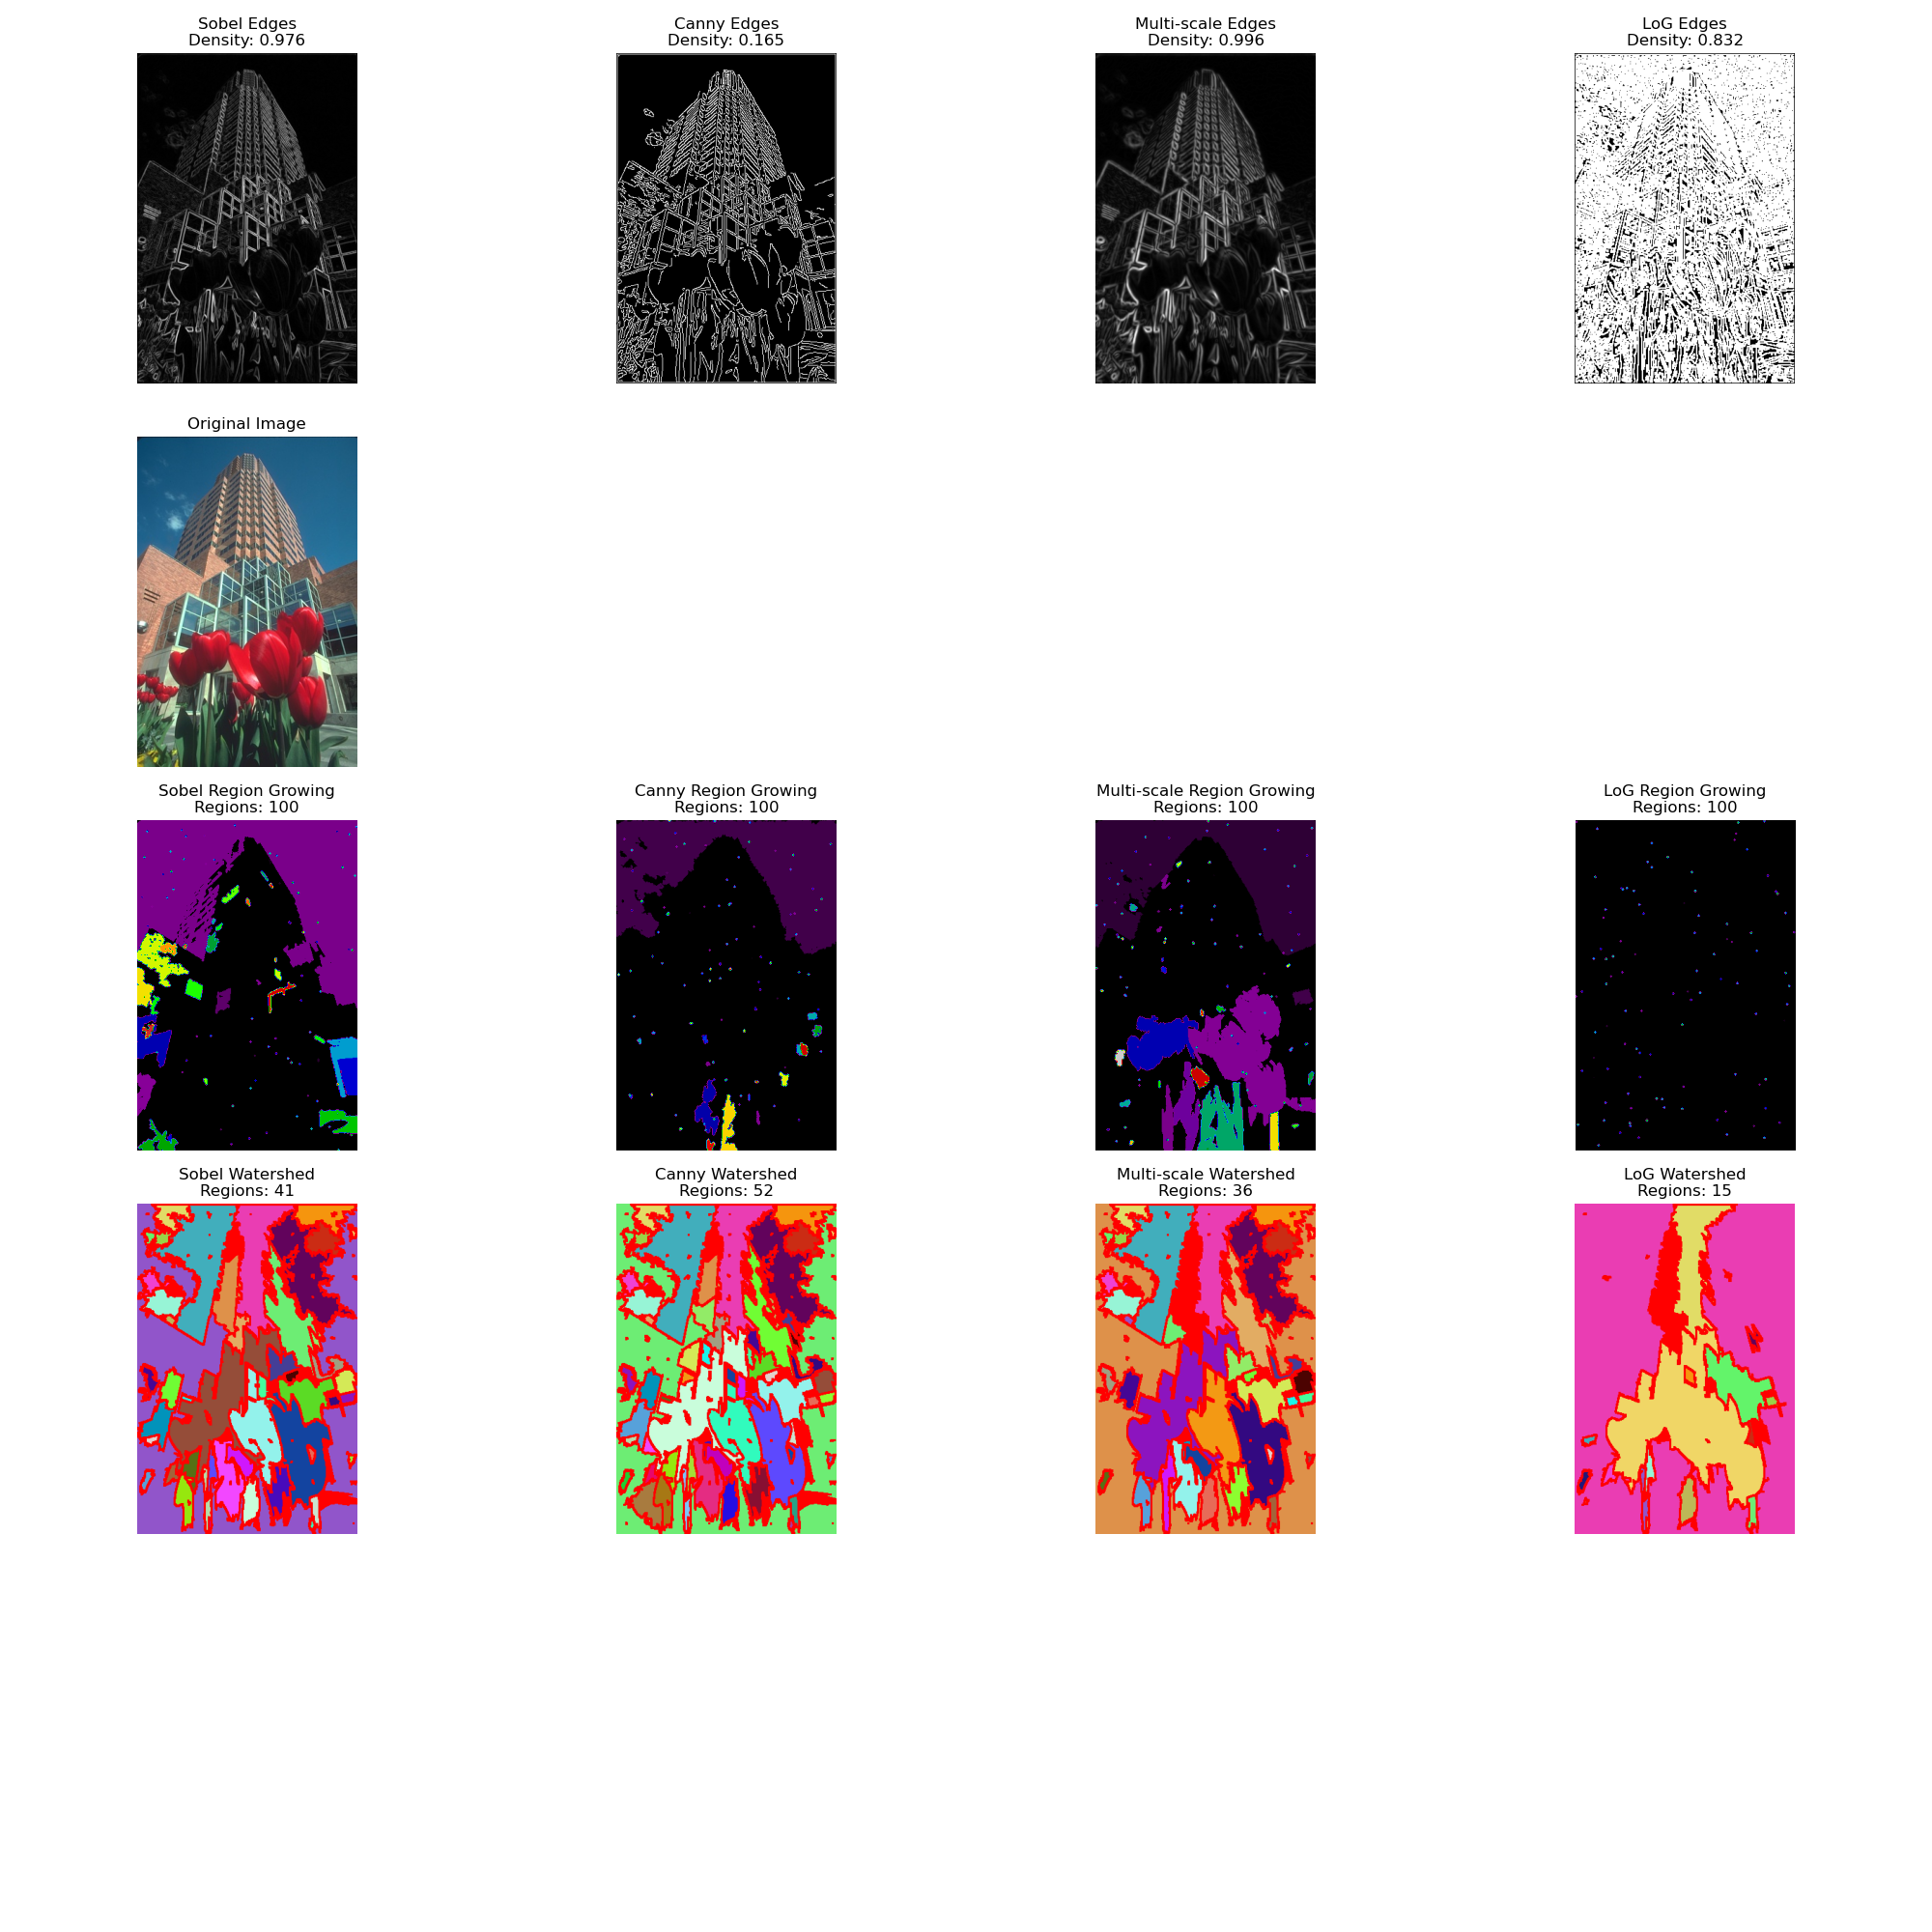 Sobel Edges
Density: 0.976
Canny Edges
Density: 0.165
Multi-scale Edges
Density: 0.996
LoG Edges
Density: 0.832
Original Image
Sobel Region Growing
Regions: 100
Canny Region Growing
Regions: 100
Multi-scale Region Growing
Regions: 100
LoG Region Growing
Regions: 100
Sobel Watershed
Regions: 41
Canny Watershed
Regions: 52
Multi-scale Watershed
Regions: 36
LoG Watershed
Regions: 15